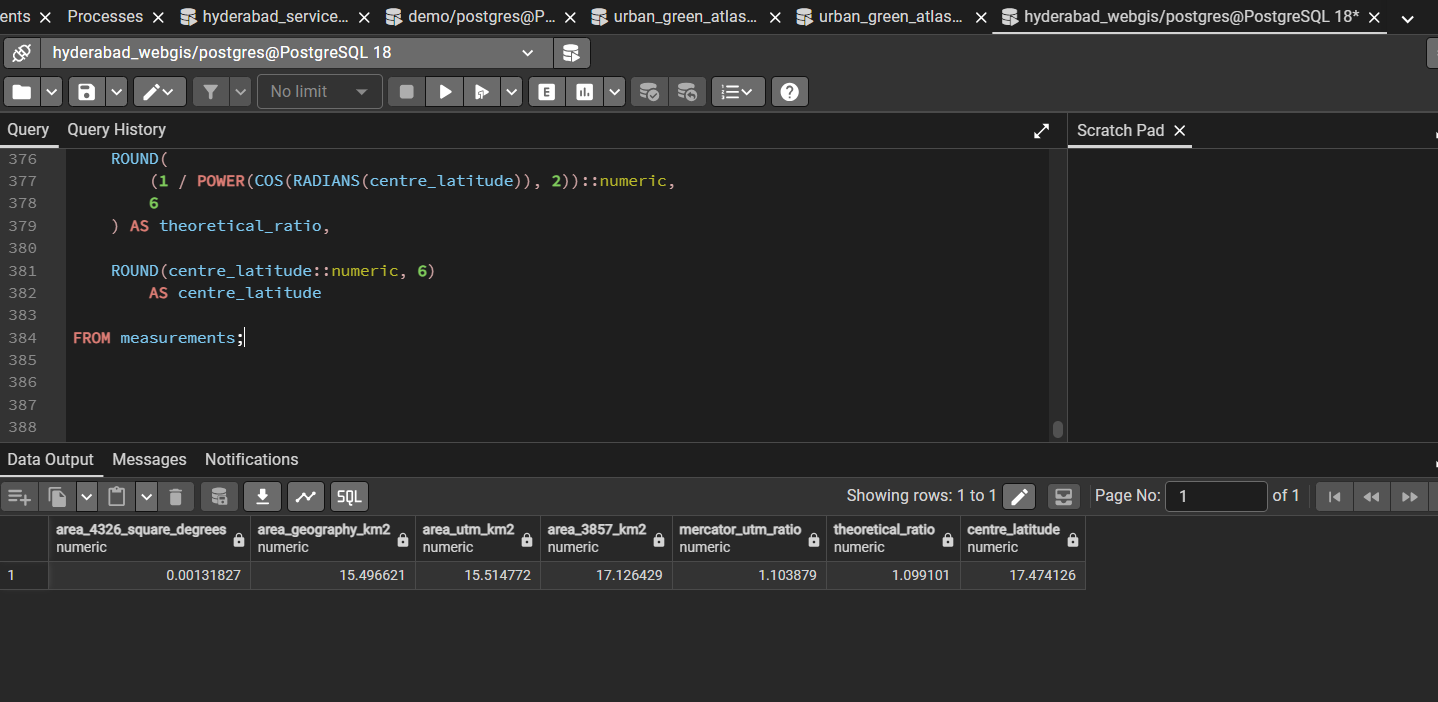 ents × Processes × hyderabad_service... × demo/postgres@P... × urban_green_atlas... × urban_green_atlas... × hyderabad_webgis/postgres@PostgreSQL 18* ×
hyderabad_webgis/postgres@PostgreSQL 18
No limit E ?
Query Query History Scratch Pad ×
376 ROUND(
377 (1 / POWER(COS(RADIANS(centre_latitude)), 2))::numeric,
378 6
379 ) AS theoretical_ratio,
380
381 ROUND(centre_latitude::numeric, 6)
382 AS centre_latitude
383
384 FROM measurements;
385
386
387
388
Data Output Messages Notifications
SQL Showing rows: 1 to 1 Page No: 1 of 1
area_4326_square_degrees area_geography_km2 area_utm_km2 area_3857_km2 mercator_utm_ratio theoretical_ratio centre_latitude
numeric numeric numeric numeric numeric numeric numeric
1 0.00131827 15.496621 15.514772 17.126429 1.103879 1.099101 17.474126